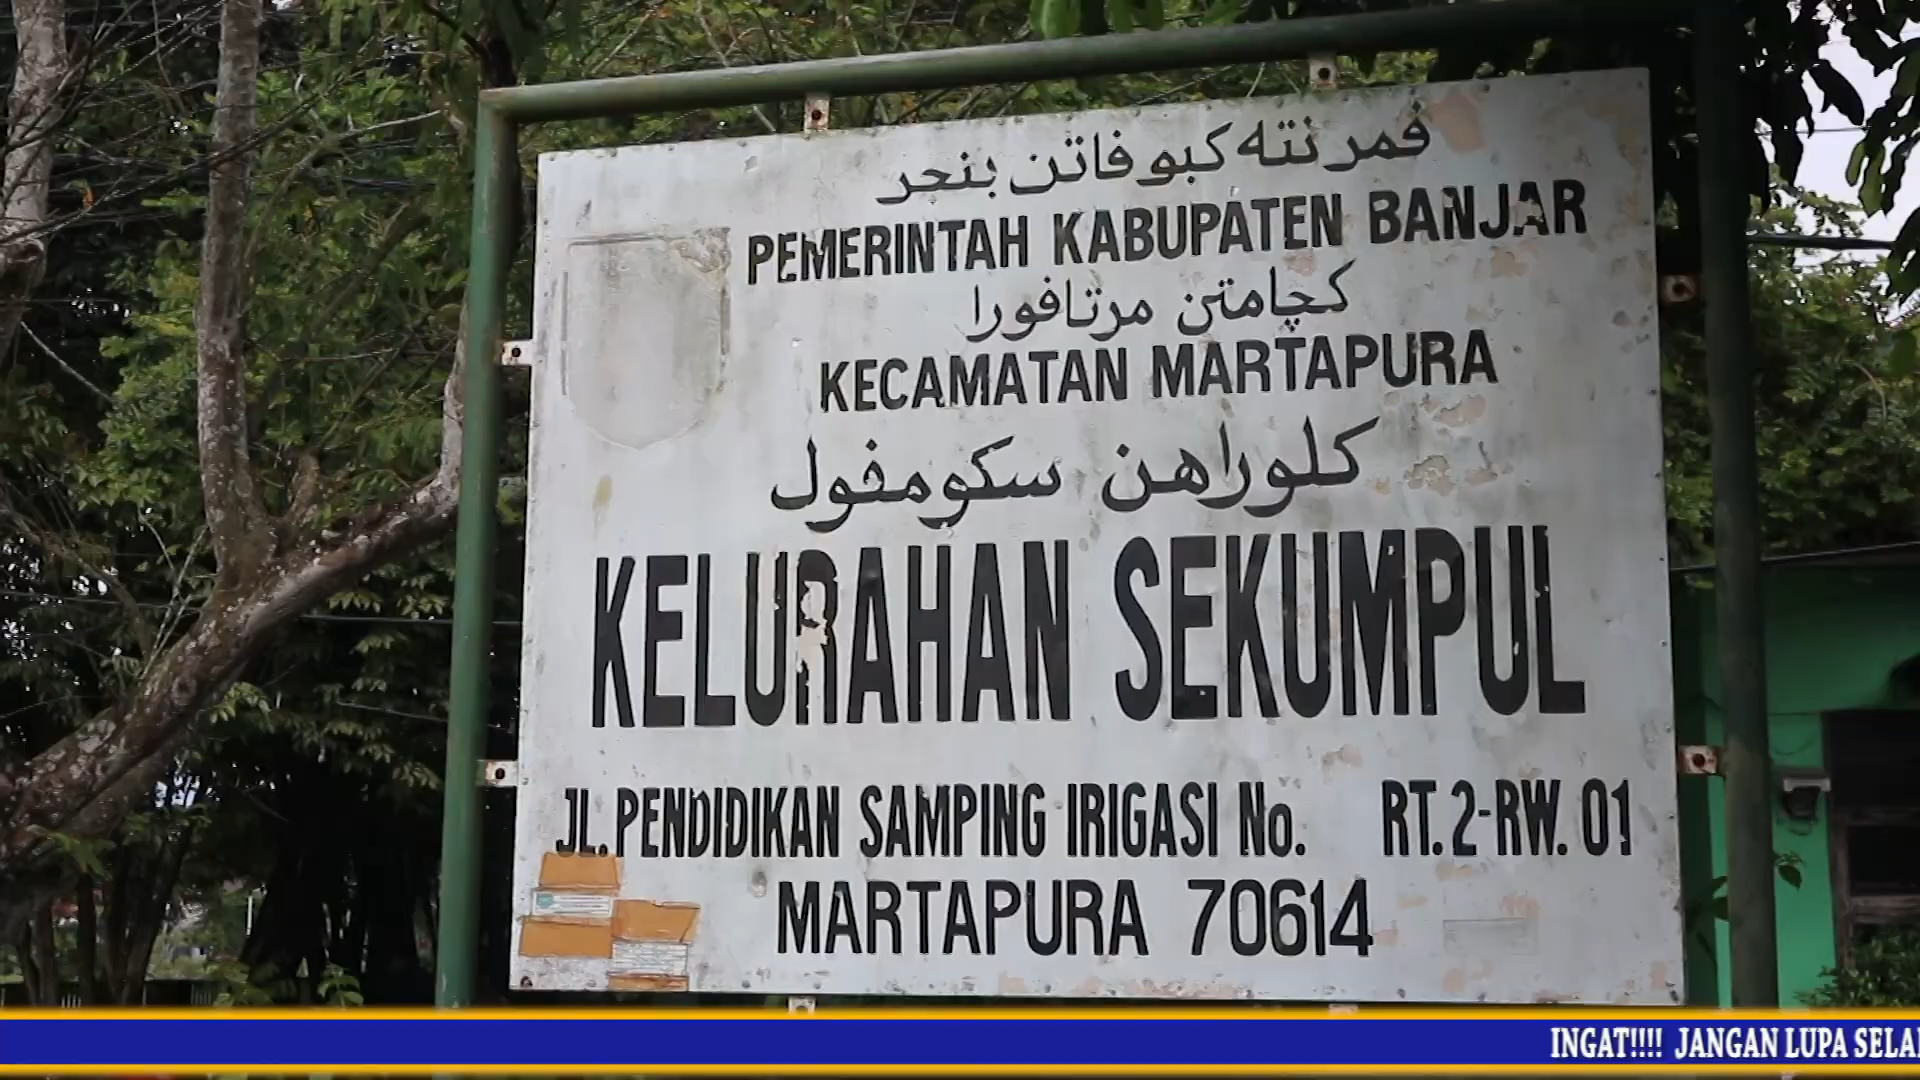 فمرنته كبوفاتن بنجر
PEMERINTAH KABUPATEN BANJAR
كچامتن مرتافورا
KECAMATAN MARTAPURA
كلوراهن سكومفول
KELURAHAN SEKUMPUL
JL. PENDIDIKAN SAMPING IRIGASI No. RT. 2-RW. 01
MARTAPURA 70614
INGAT!!!! JANGAN LUPA